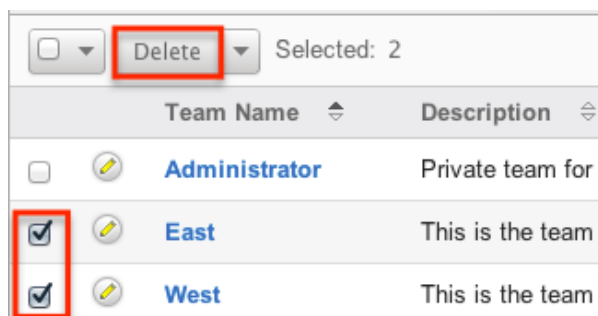 Delete Selected: 2
Team Name Description
Administrator Private team for
East This is the team
West This is the team